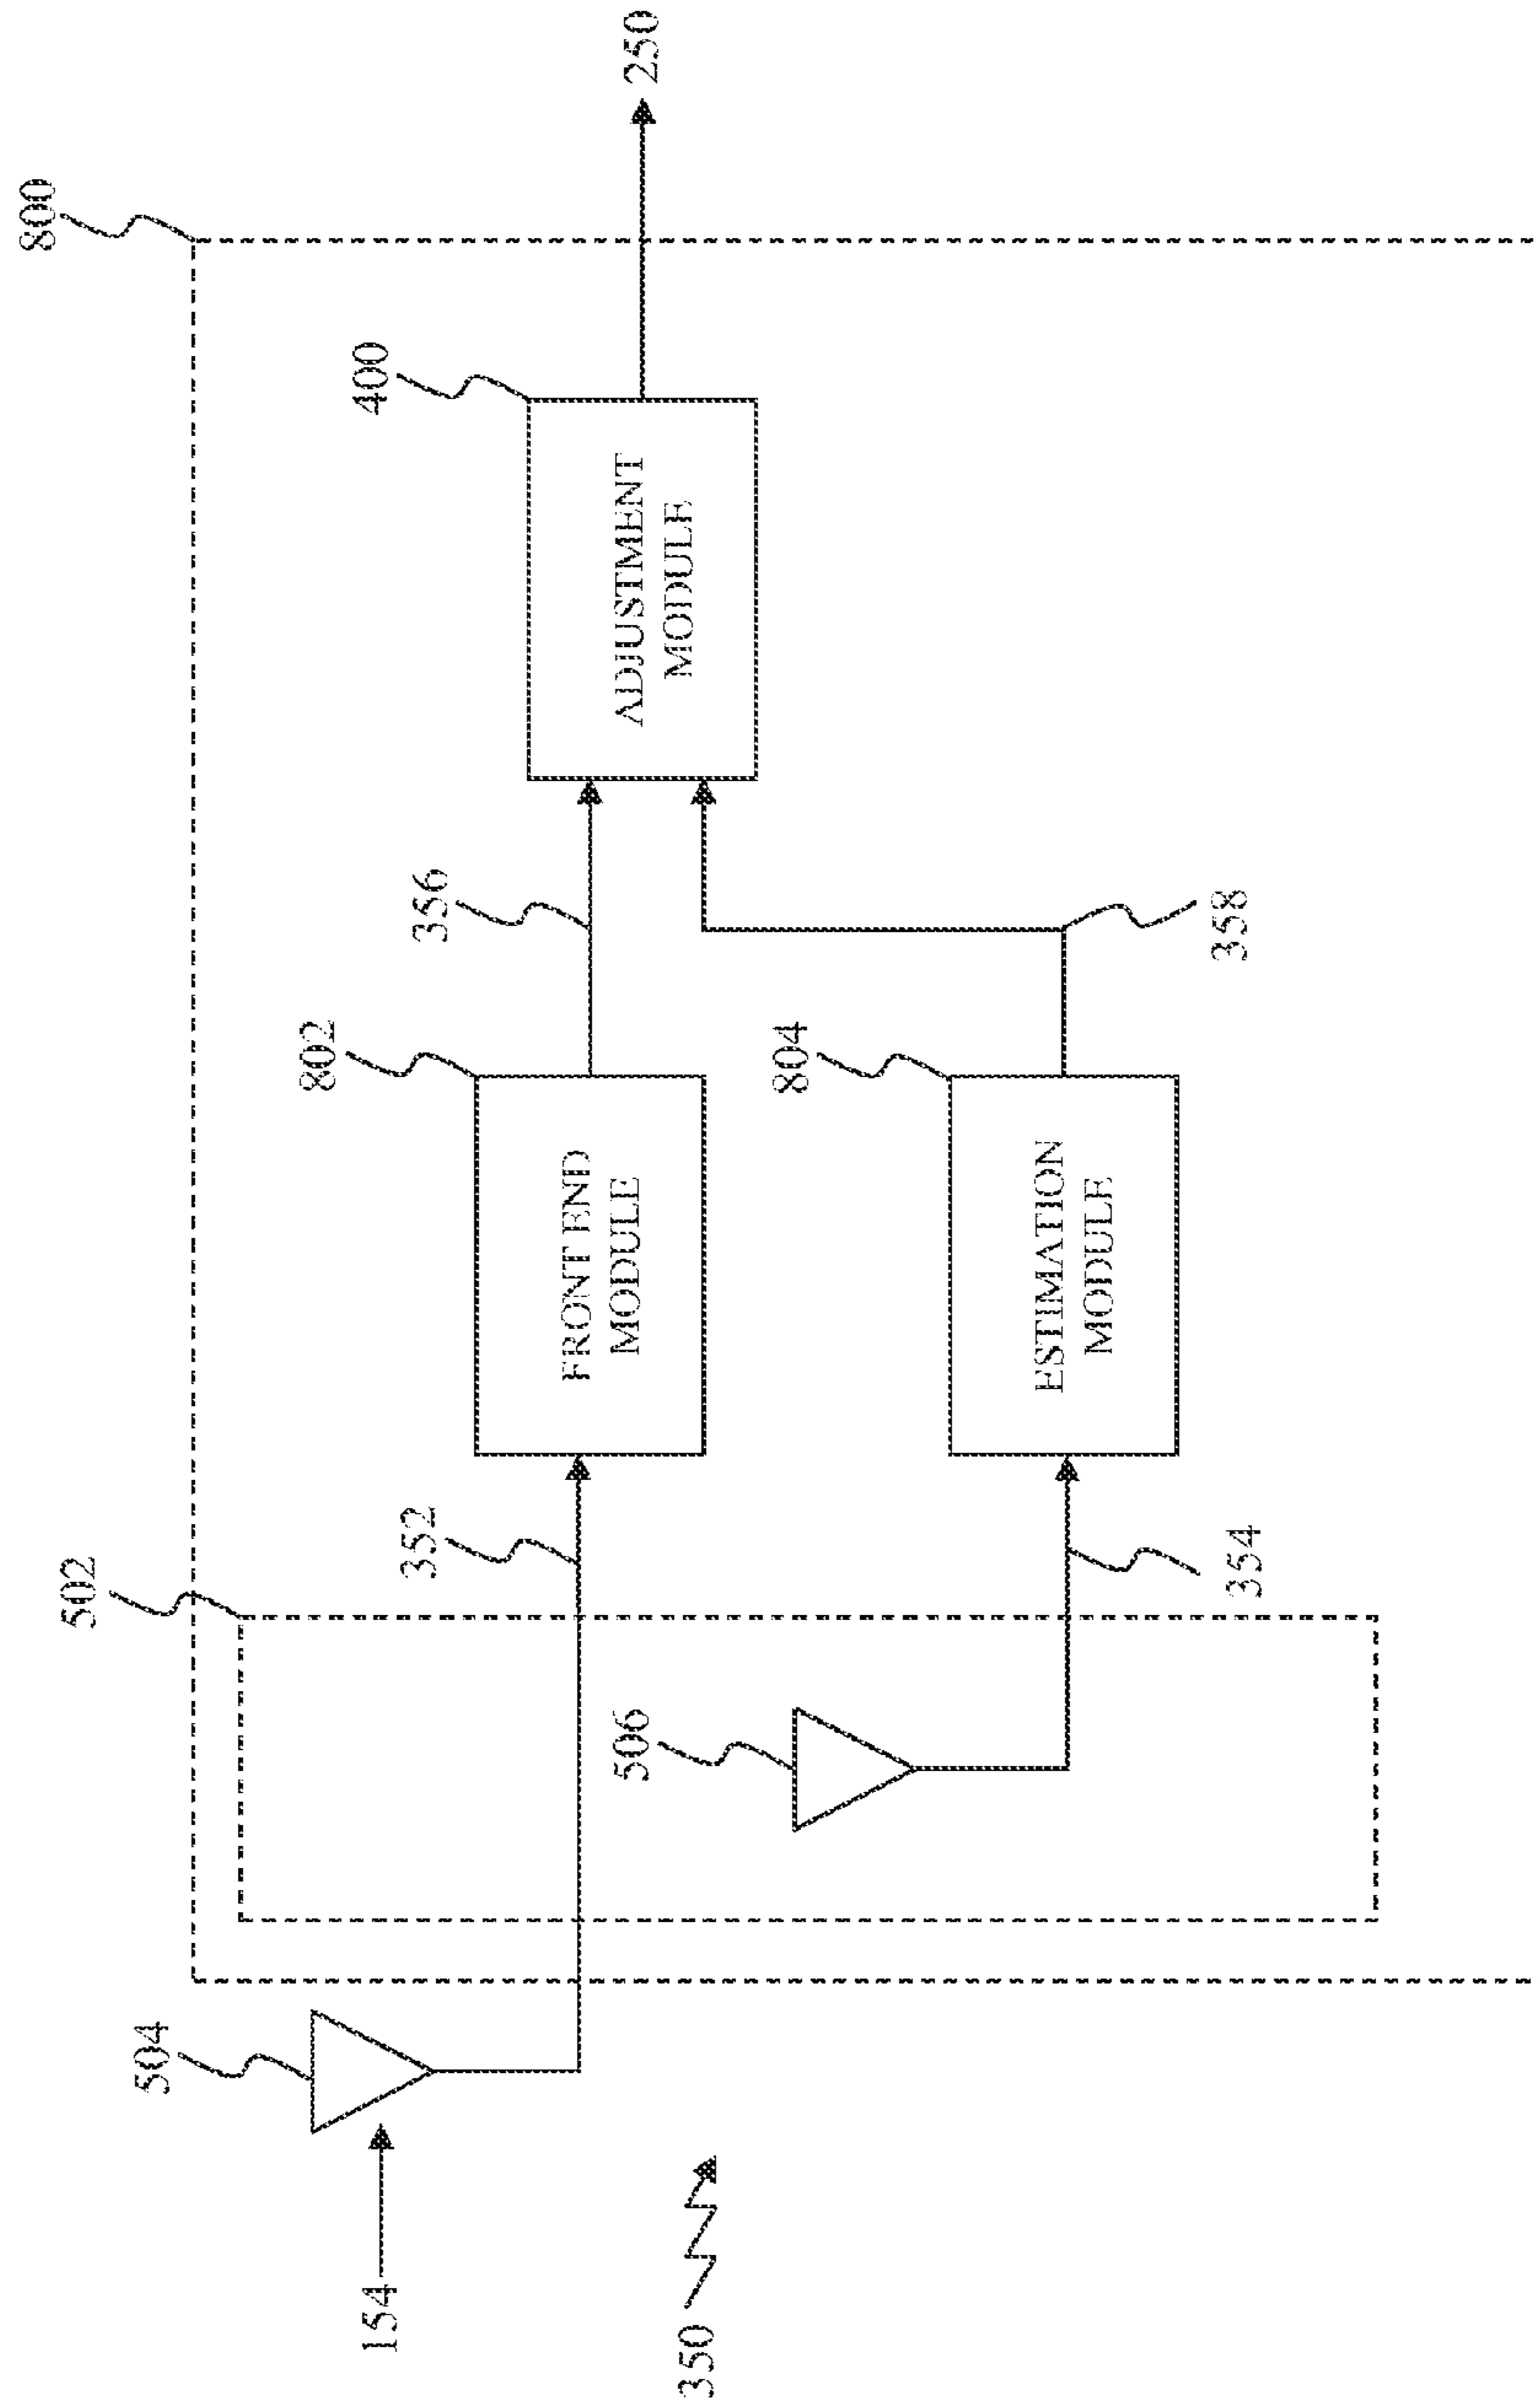 800
502
504
154
350
352
802
FRONT END
MODULE
356
400
ADJUSTMENT
MODULE
250
506
354
804
ESTIMATION
MODULE
358